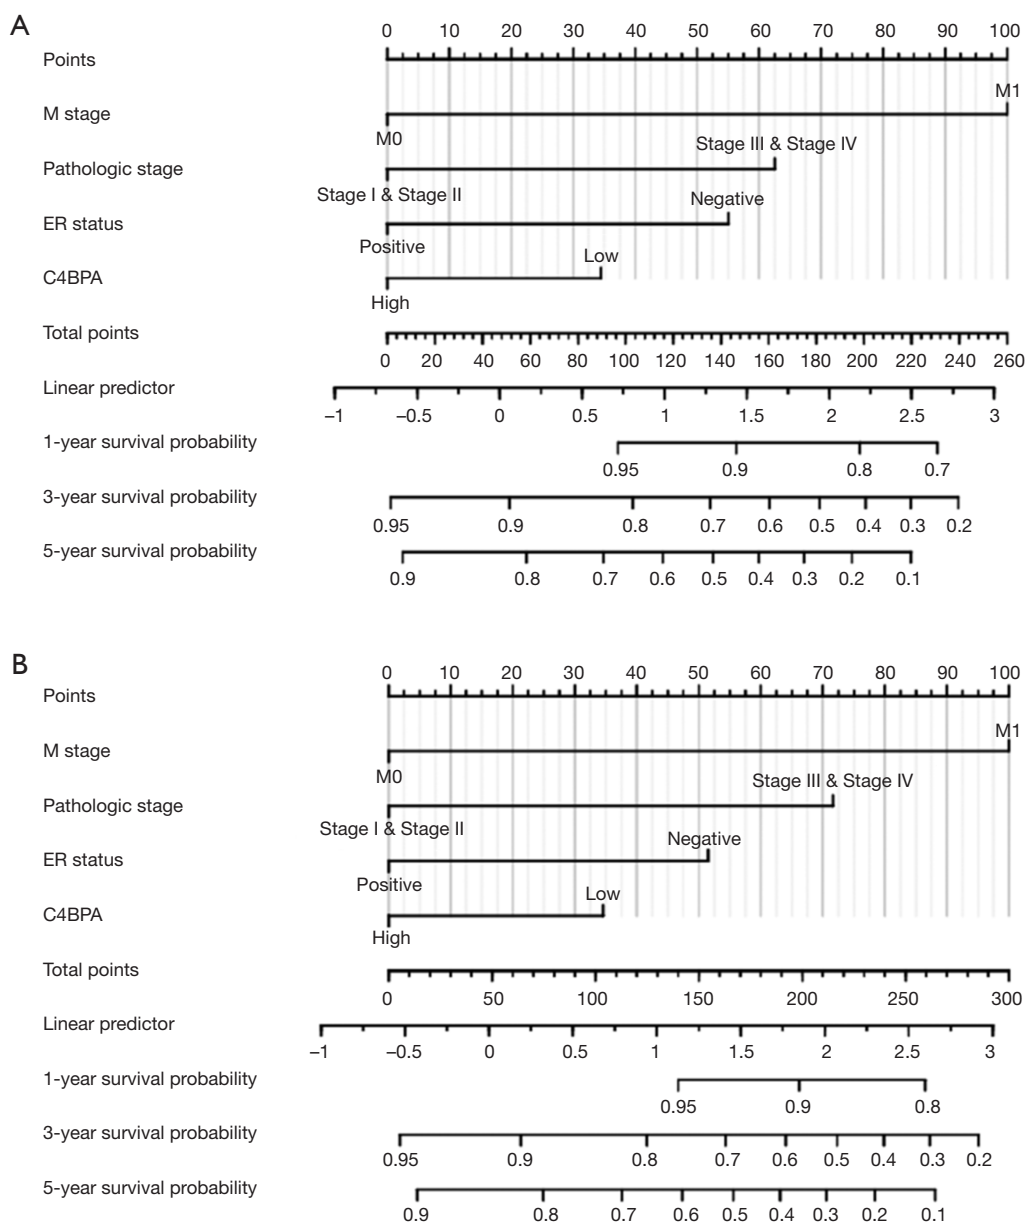 A
0 10 20 30 40 50 60 70 80 90 100
Points
M1
M stage
M0
Stage III & Stage IV
Pathologic stage
Stage I & Stage II
Negative
ER status
Positive
Low
C4BPA
High
Total points
0 20 40 60 80 100 120 140 160 180 200 220 240 260
Linear predictor
−1 −0.5 0 0.5 1 1.5 2 2.5 3
1-year survival probability
0.95 0.9 0.8 0.7
3-year survival probability
0.95 0.9 0.8 0.7 0.6 0.5 0.4 0.3 0.2
5-year survival probability
0.9 0.8 0.7 0.6 0.5 0.4 0.3 0.2 0.1
B
0 10 20 30 40 50 60 70 80 90 100
Points
M1
M stage
M0
Stage III & Stage IV
Pathologic stage
Stage I & Stage II
Negative
ER status
Positive
Low
C4BPA
High
Total points
0 50 100 150 200 250 300
Linear predictor
−1 −0.5 0 0.5 1 1.5 2 2.5 3
1-year survival probability
0.95 0.9 0.8
3-year survival probability
0.95 0.9 0.8 0.7 0.6 0.5 0.4 0.3 0.2
5-year survival probability
0.9 0.8 0.7 0.6 0.5 0.4 0.3 0.2 0.1